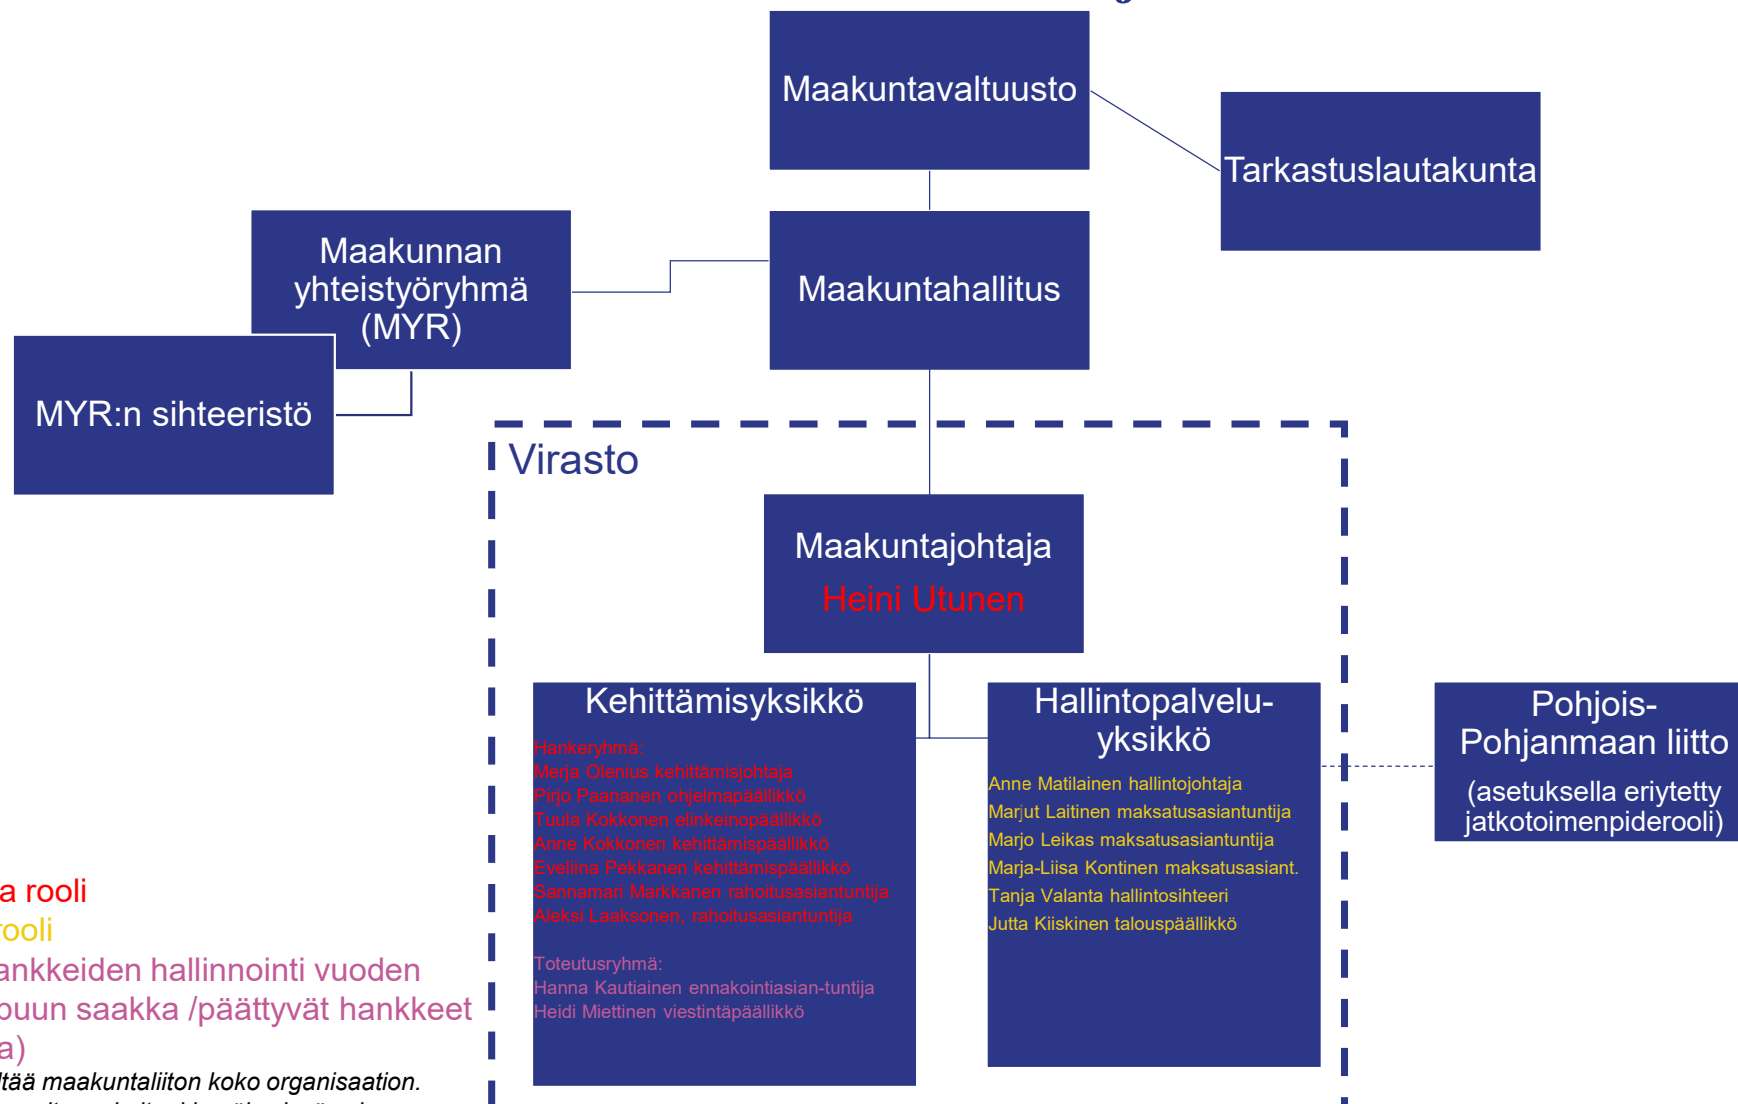 Maakuntavaltuusto
Tarkastuslautakunta
Maakunnan
yhteistyöryhmä
(MYR)
Maakuntahallitus
MYR:n sihteeristö
Virasto
Maakuntajohtaja
Heini Utunen
Kehittämisyksikkö
Hankeryhmä:
Merja Olenius kehittämisjohtaja
Pirjo Paananen ohjelmapäällikkö
Tuula Kokkonen elinkeinopäällikkö
Anne Kokkonen kehittämispäällikkö
Eveliina Pekkanen kehittämispäällikkö
Sannamari Markkanen rahoitusasiantuntija
Aleksi Laaksonen, rahoitusasiantuntija
Toteutusryhmä:
Hanna Kautiainen ennakointiasian-tuntija
Heidi Miettinen viestintäpäällikkö
Hallintopalvelu-
yksikkö
Anne Matilainen hallintojohtaja
Marjut Laitinen maksatusasiantuntija
Marjo Leikas maksatusasiantuntija
Marja-Liisa Kontinen maksatusasiant.
Tanja Valanta hallintosihteeri
Jutta Kiiskinen talouspäällikkö
Pohjois-
Pohjanmaan liitto
(asetuksella eriytetty
jatkotoimenpiderooli)
a rooli
rooli
ankkeiden hallinnointi vuoden
puun saakka /päättyvät hankkeet
a)
ltää maakuntaliiton koko organisaation.